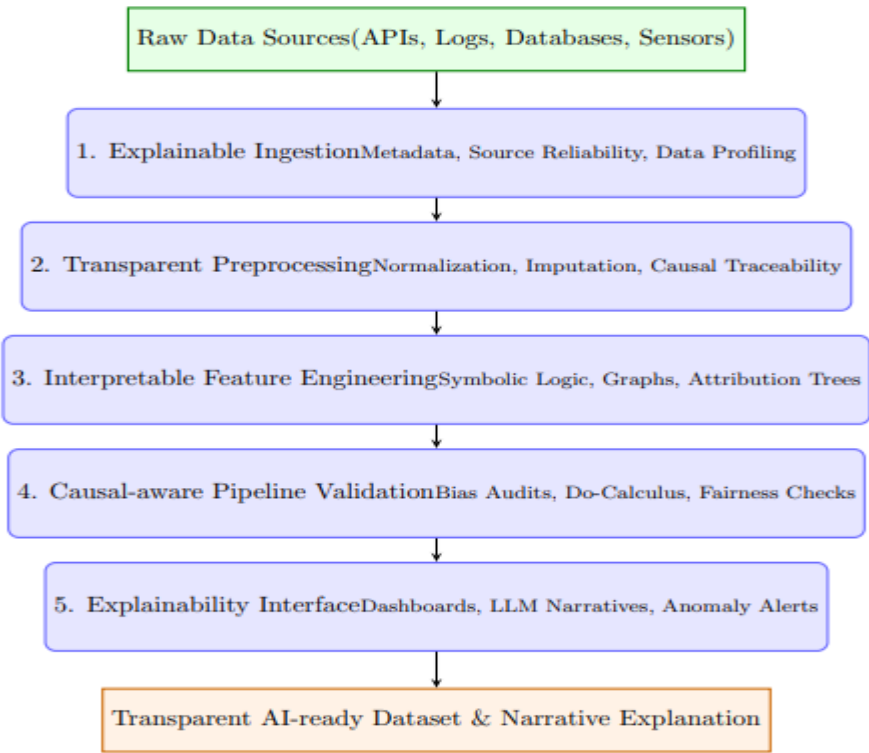 Raw Data Sources(APIs, Logs, Databases, Sensors)
1. Explainable IngestionMetadata, Source Reliability, Data Profiling
2. Transparent PreprocessingNormalization, Imputation, Causal Traceability
3. Interpretable Feature EngineeringSymbolic Logic, Graphs, Attribution Trees
4. Causal-aware Pipeline ValidationBias Audits, Do-Calculus, Fairness Checks
5. Explainability InterfaceDashboards, LLM Narratives, Anomaly Alerts
Transparent AI-ready Dataset & Narrative Explanation